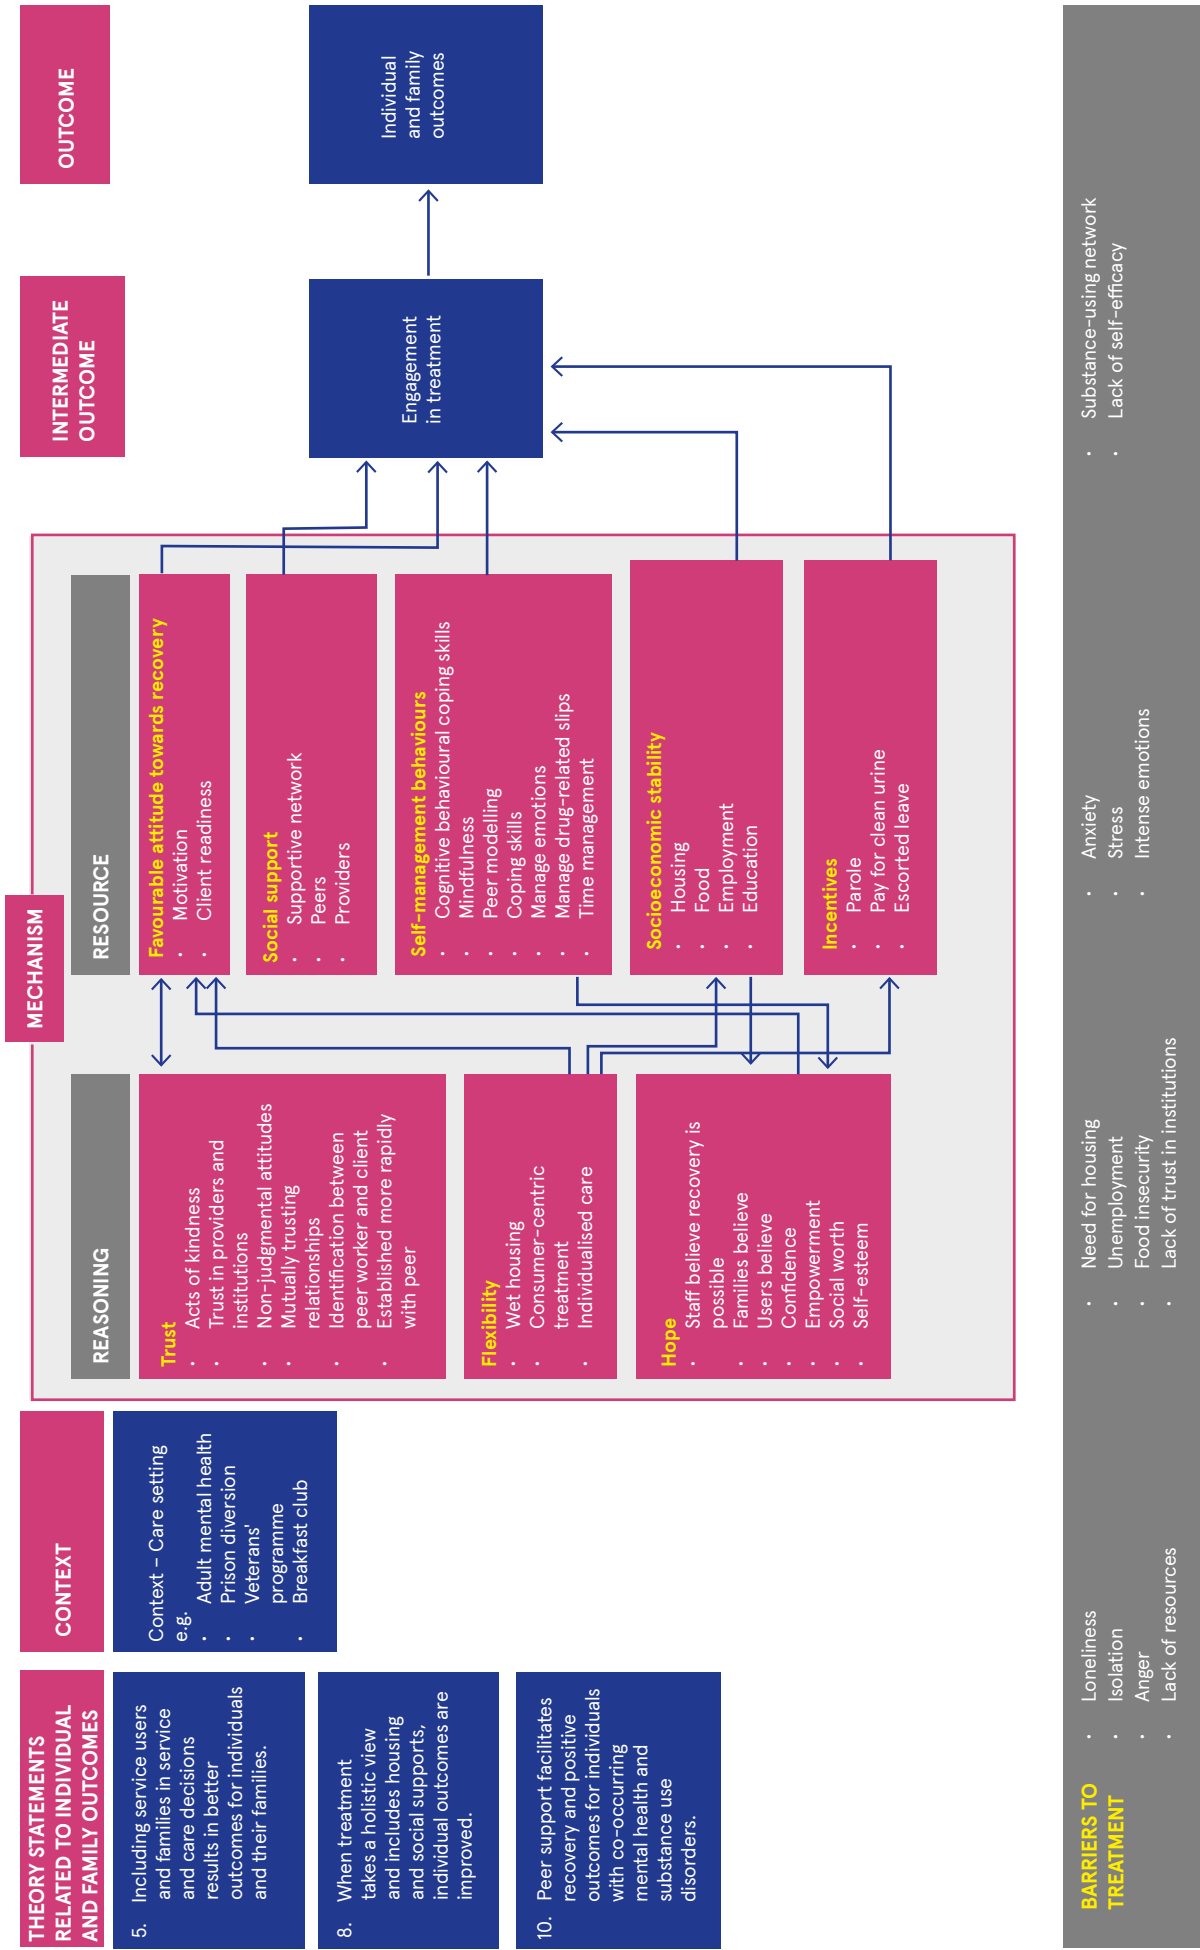 THEORY STATEMENTS
RELATED TO INDIVIDUAL
AND FAMILY OUTCOMES
5. Including service users
and families in service
and care decisions
results in better
outcomes for individuals
and their families.
8. When treatment
takes a holistic view
and includes housing
and social supports,
individual outcomes are
improved.
10. Peer support facilitates
recovery and positive
outcomes for individuals
with co-occurring
mental health and
substance use
disorders.
CONTEXT
Context – Care setting
e.g.
· Adult mental health
· Prison diversion
· Veterans'
programme
· Breakfast club
MECHANISM
REASONING
Trust
· Acts of kindness
· Trust in providers and
institutions
· Non-judgmental attitudes
· Mutually trusting
relationships
· Identification between
peer worker and client
· Established more rapidly
with peer
Flexibility
· Wet housing
· Consumer-centric
treatment
· Individualised care
Hope
· Staff believe recovery is
possible
· Families believe
· Users believe
· Confidence
· Empowerment
· Social worth
· Self-esteem
RESOURCE
Favourable attitude towards recovery
· Motivation
· Client readiness
Social support
· Supportive network
· Peers
· Providers
Self-management behaviours
· Cognitive behavioural coping skills
· Mindfulness
· Peer modelling
· Coping skills
· Manage emotions
· Manage drug-related slips
· Time management
Socioeconomic stability
· Housing
· Food
· Employment
· Education
Incentives
· Parole
· Pay for clean urine
· Escorted leave
INTERMEDIATE
OUTCOME
Engagement
in treatment
OUTCOME
Individual
and family
outcomes
BARRIERS TO
TREATMENT
· Loneliness
· Isolation
· Anger
· Lack of resources
· Need for housing
· Unemployment
· Food insecurity
· Lack of trust in institutions
· Anxiety
· Stress
· Intense emotions
· Substance-using network
· Lack of self-efficacy